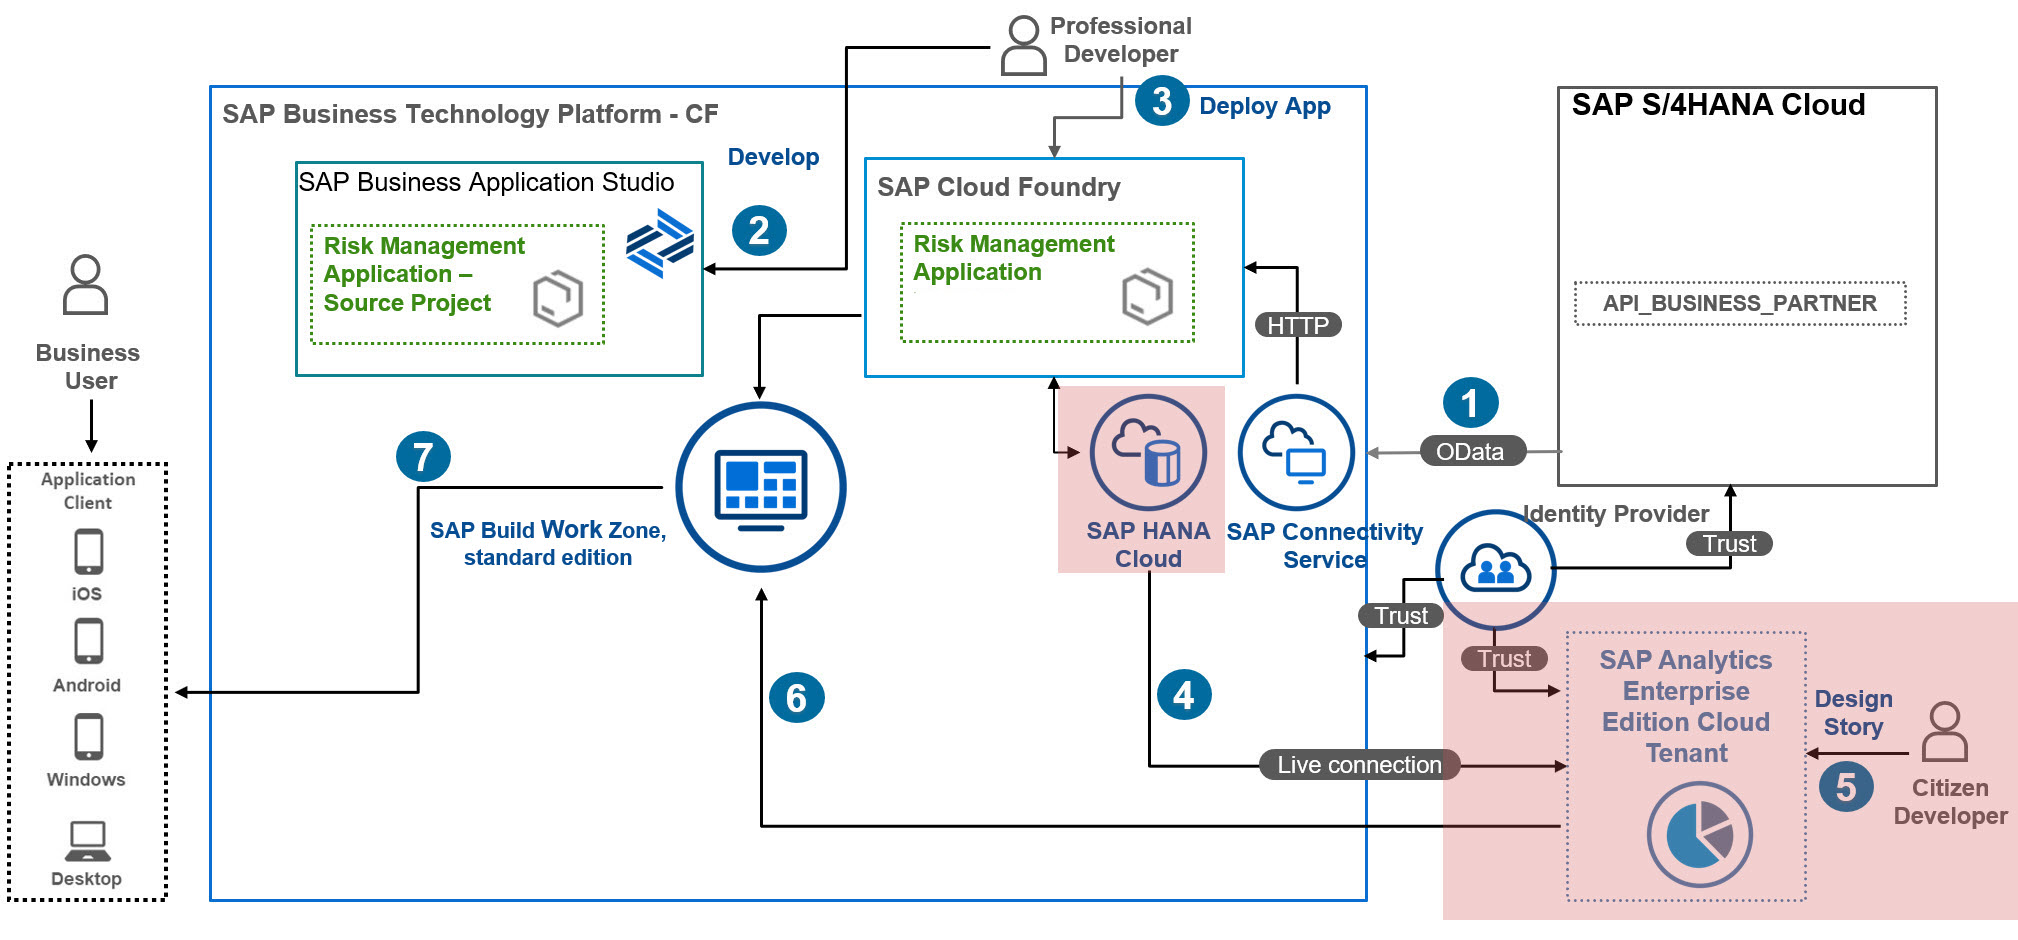 Professional
Developer
3
Deploy App
SAP Business Technology Platform - CF
SAP S/4HANA Cloud
Develop
SAP Business Application Studio
2
Risk Management
Application –
Source Project
SAP Cloud Foundry
Risk Management
Application
HTTP
API_BUSINESS_PARTNER
Business
User
1
OData
7
Application
Client
iOS
Android
Windows
Desktop
SAP Build Work Zone,
standard edition
SAP HANA
Cloud
SAP Connectivity
Service
Identity Provider
Trust
Trust
Trust
6
4
Live connection
SAP Analytics
Enterprise
Edition Cloud
Tenant
Design
Story
5
Citizen
Developer